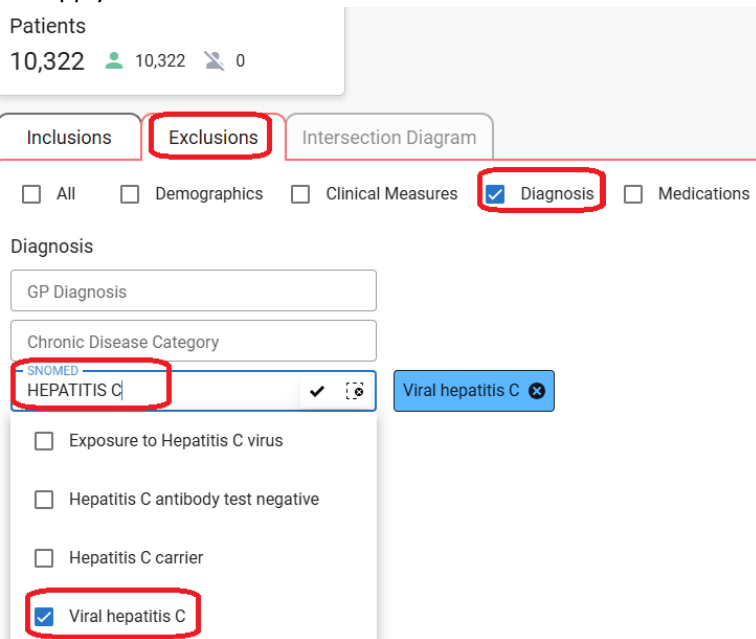 Patients
10,322 10,322 0
Inclusions Exclusions Intersection Diagram
All Demographics Clinical Measures Diagnosis Medications
Diagnosis
GP Diagnosis
Chronic Disease Category
SNOMED
HEPATITIS C Viral hepatitis C
Exposure to Hepatitis C virus
Hepatitis C antibody test negative
Hepatitis C carrier
Viral hepatitis C